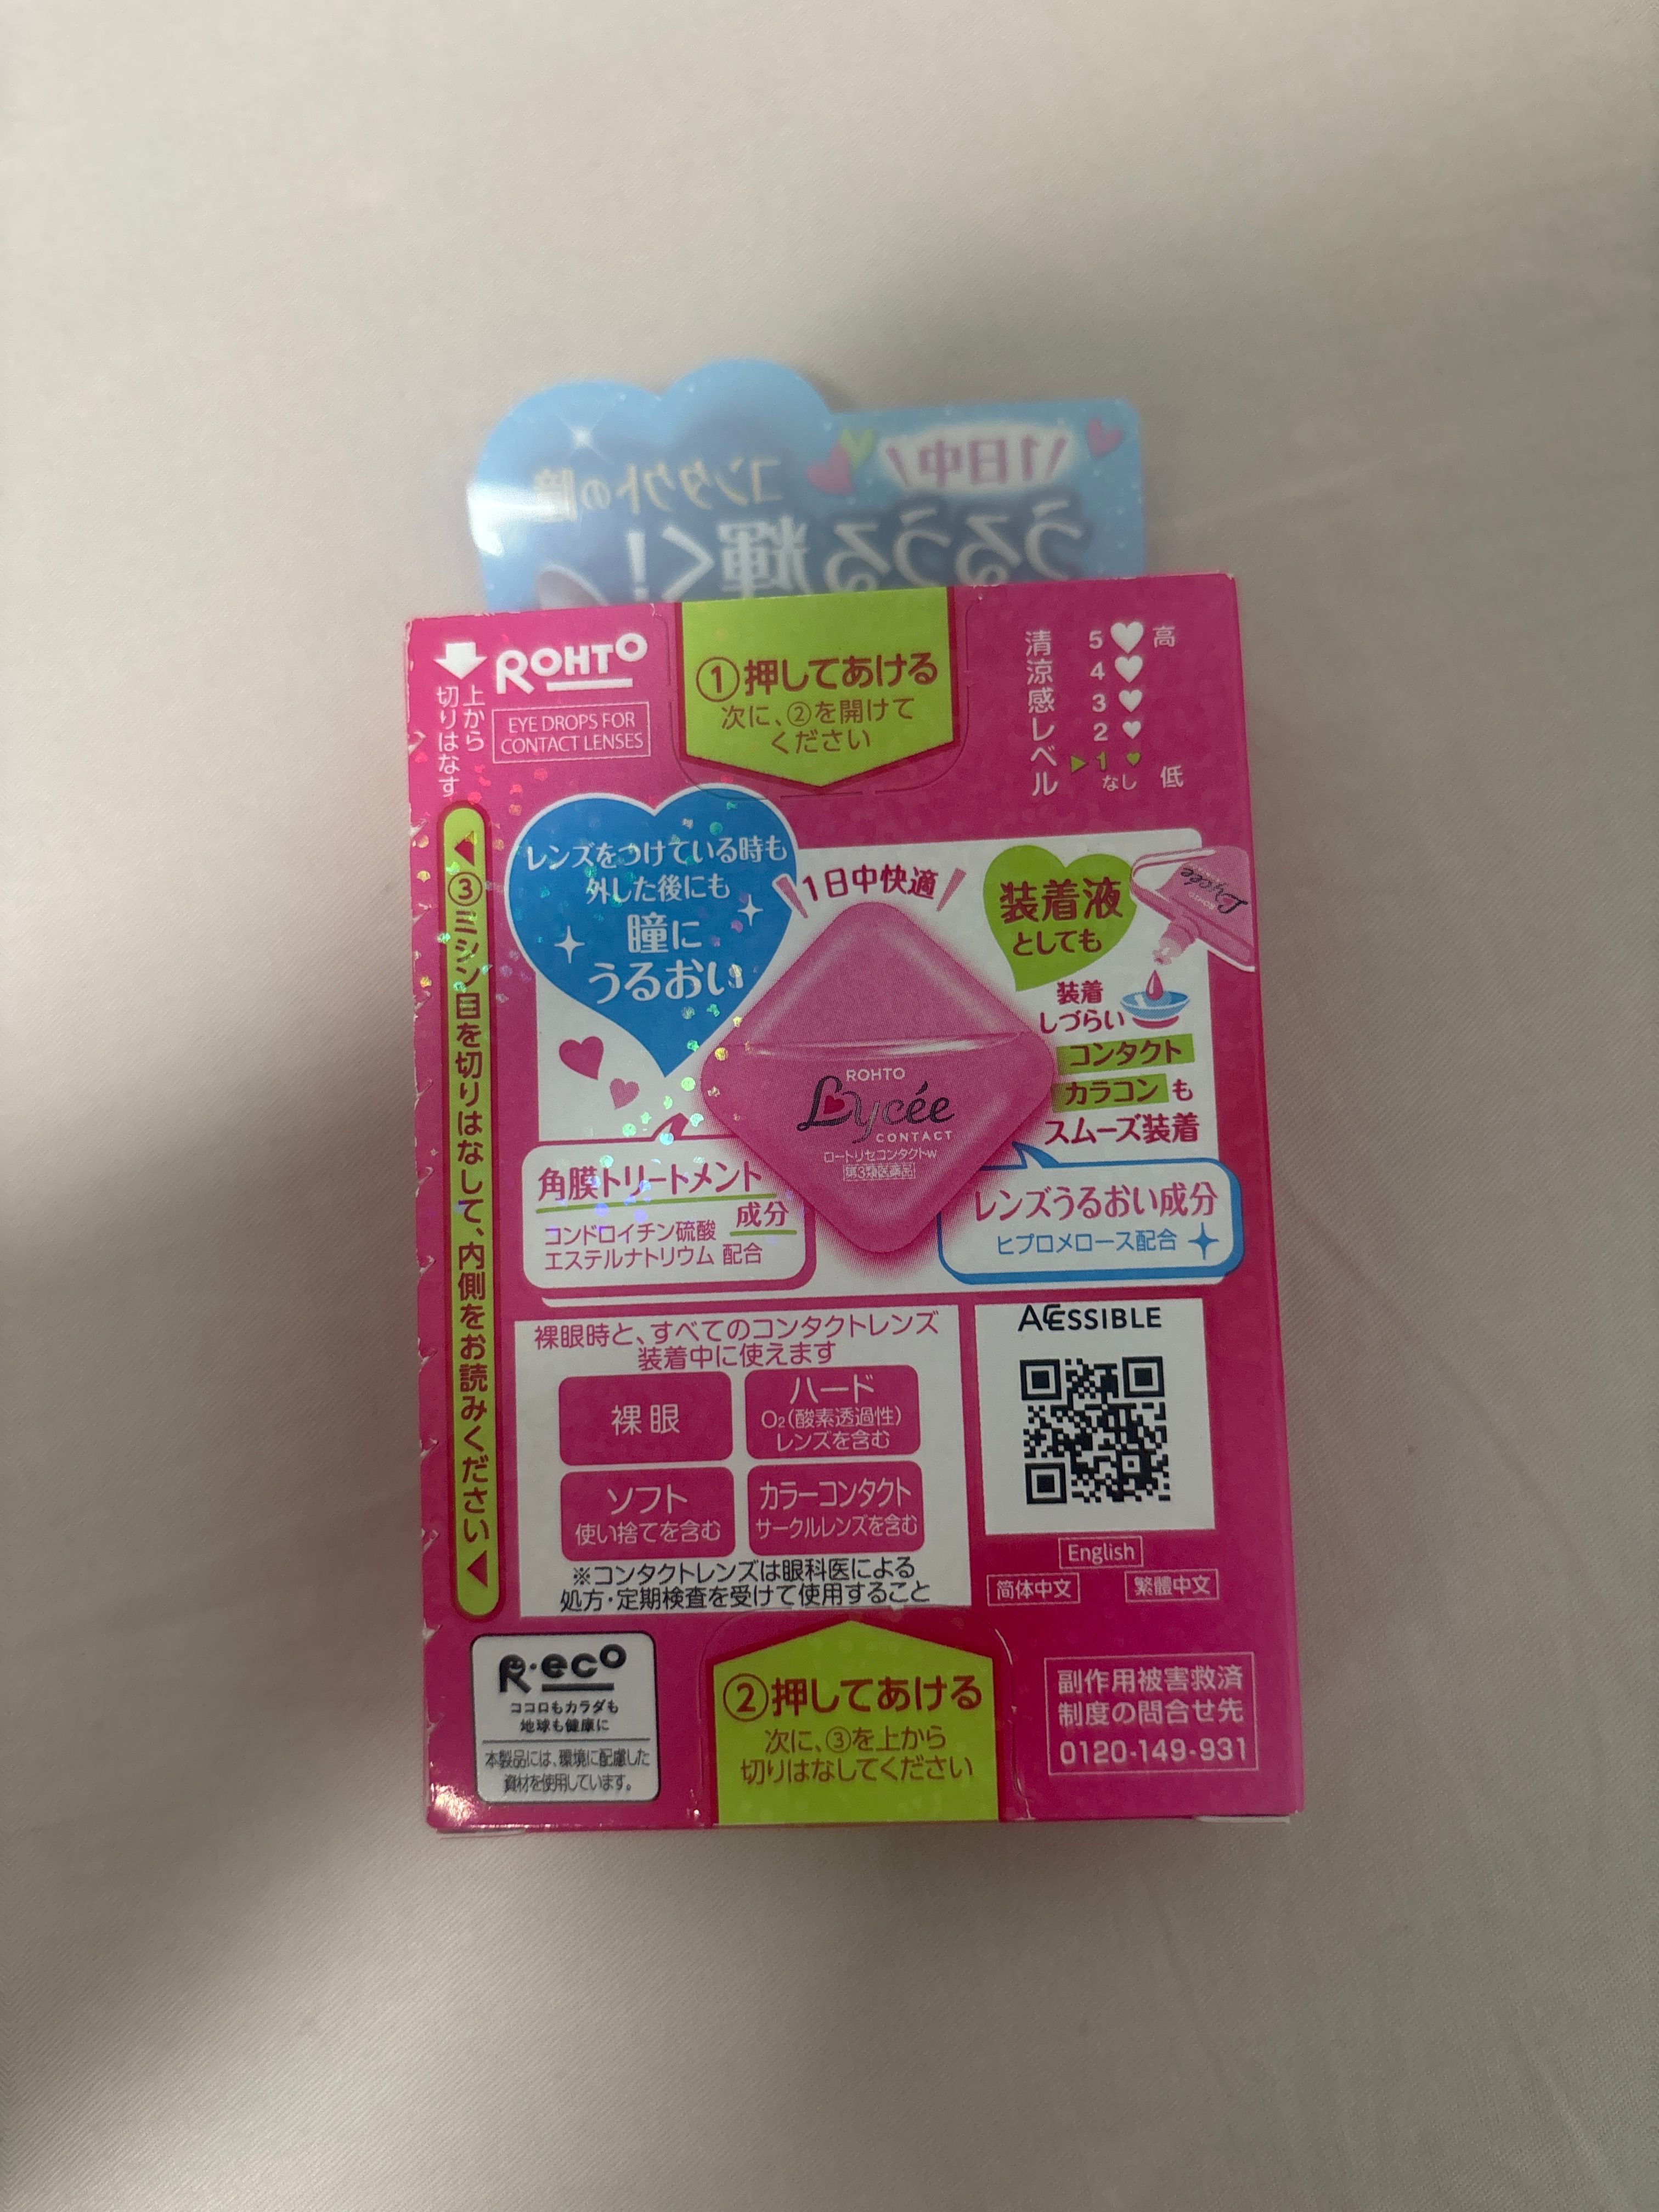 \1日中/
コンタクトの瞳
うるうる輝く!
上から
切りはなす
ROHTO
EYE DROPS FOR
CONTACT LENSES
①押してあける
次に、②を開けて
ください
清涼感レベル
5 高
4
3
2
▶1
なし 低
③ミシン目を切りはなして、内側をお読みください
レンズをつけている時も
外した後にも
瞳に
うるおい
\1日中快適/
装着液
としても
ROHTO
Lycée
装着
しづらい
コンタクト
カラコンも
スムーズ装着
ROHTO
Lycée
CONTACT
ロートリセコンタクトw
第3類医薬品
角膜トリートメント
成分
コンドロイチン硫酸
エステルナトリウム 配合
レンズうるおい成分
ヒプロメロース配合
裸眼時と、すべてのコンタクトレンズ
装着中に使えます
裸眼
ハード
O₂(酸素透過性)
レンズを含む
ソフト
使い捨てを含む
カラーコンタクト
サークルレンズを含む
※コンタクトレンズは眼科医による
処方・定期検査を受けて使用すること
ACCESSIBLE
English
简体中文
繁體中文
R・eco
ココロもカラダも
地球も健康に
本製品には、環境に配慮した
資材を使用しています。
②押してあける
次に、③を上から
切りはなしてください
副作用被害救済
制度の問合せ先
0120-149-931